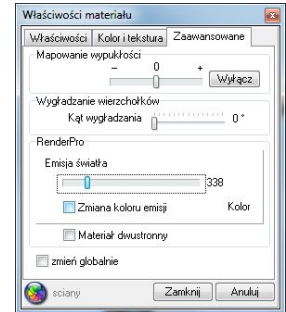 Właściwości materiału
Właściwości Kolor i tekstura Zaawansowane
Mapowanie wypukłości
– 0 +
Wyłącz
Wygładzanie wierzchołków
Kąt wygładzania 0 °
RenderPro
Emisja światła
338
Zmiana koloru emisji Kolor
Materiał dwustronny
zmień globalnie
sciany Zamknij Anuluj